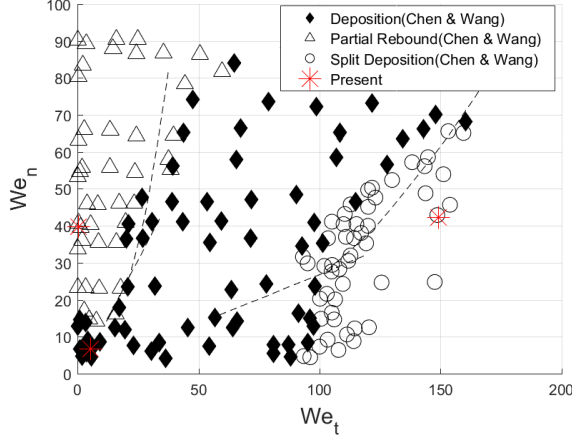 Deposition(Chen & Wang)
Partial Rebound(Chen & Wang)
Split Deposition(Chen & Wang)
Present
100
90
80
70
60
50
40
30
20
10
0
We_n
0
50
100
150
200
We_t